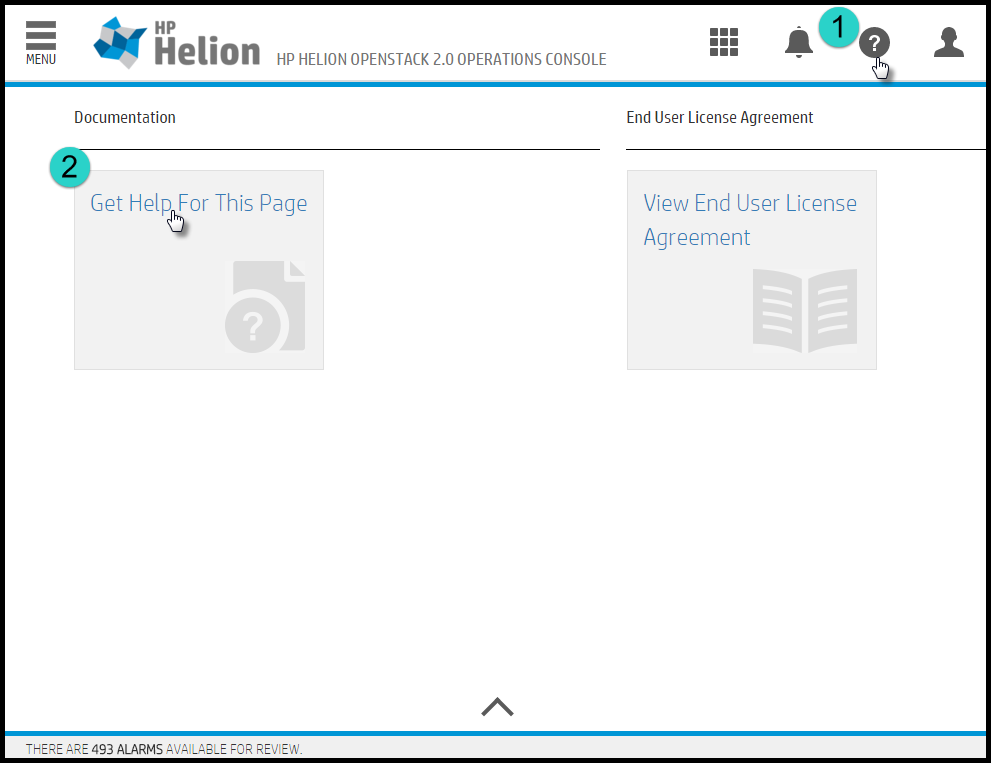 MENU
HP
Helion
HP HELION OPENSTACK 2.0 OPERATIONS CONSOLE
1
?
Documentation
End User License Agreement
2
Get Help For This Page
View End User License
Agreement
?
THERE ARE 493 ALARMS AVAILABLE FOR REVIEW.